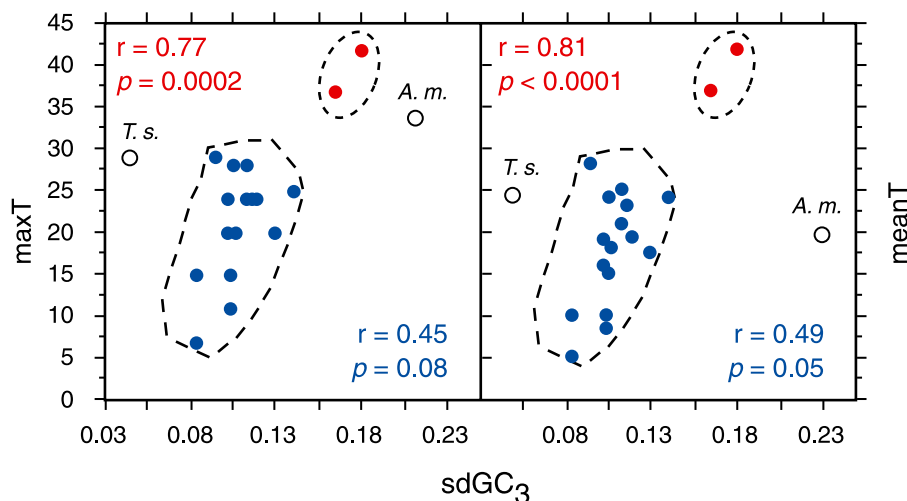 45
40
35
30
25
20
15
10
5
0
maxT
r = 0.77
p = 0.0002
T. s.
A. m.
r = 0.45
p = 0.08
0.03 0.08 0.13 0.18 0.23
r = 0.81
p < 0.0001
T. s.
A. m.
r = 0.49
p = 0.05
meanT
0.08 0.13 0.18 0.23
sdGC₃